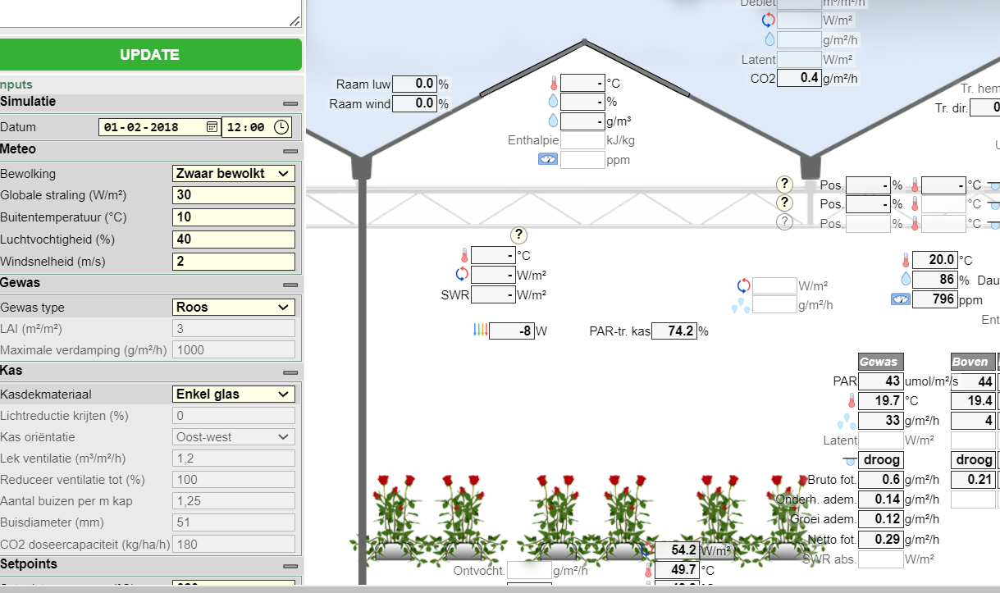 UPDATE
nputs
Simulatie
Datum 01-02-2018 12:00
Meteo
Bewolking Zwaar bewolkt
Globale straling (W/m²) 30
Buitentemperatuur (°C) 10
Luchtvochtigheid (%) 40
Windsnelheid (m/s) 2
Gewas
Gewas type Roos
LAI (m²/m²) 3
Maximale verdamping (g/m²/h) 1000
Kas
Kasdekmateriaal Enkel glas
Lichtreductie krijten (%) 0
Kas oriëntatie Oost-west
Lek ventilatie (m³/m²/h) 1,2
Reduceer ventilatie tot (%) 100
Aantal buizen per m kap 1,25
Buisdiameter (mm) 51
CO2 doseercapaciteit (kg/ha/h) 180
Setpoints
Debiet m³/m²/h
W/m²
g/m²/h
Latent W/m²
CO2 0.4 g/m²/h
Raam luw 0.0 %
Raam wind 0.0 %
- °C
- %
- g/m³
Enthalpie kJ/kg
ppm
Tr. hem
Tr. dir. 0
? Pos. - % - °C
? Pos. - % °C
? Pos. % °C
?
- °C
- W/m²
SWR - W/m²
-8 W
PAR-tr. kas 74.2 %
W/m²
g/m²/h
20.0 °C
86 % Dau
796 ppm
Ent
Gewas Boven
PAR 43 umol/m²/s 44
19.7 °C 19.4
33 g/m²/h 4
Latent W/m²
droog droog
Bruto fot. 0.6 g/m²/h 0.21
Onderh. adem. 0.14 g/m²/h
Groei adem. 0.12 g/m²/h
Netto fot. 0.29 g/m²/h
SWR abs. W/m²
54.2 W/m²
Ontvocht. g/m²/h 49.7 °C